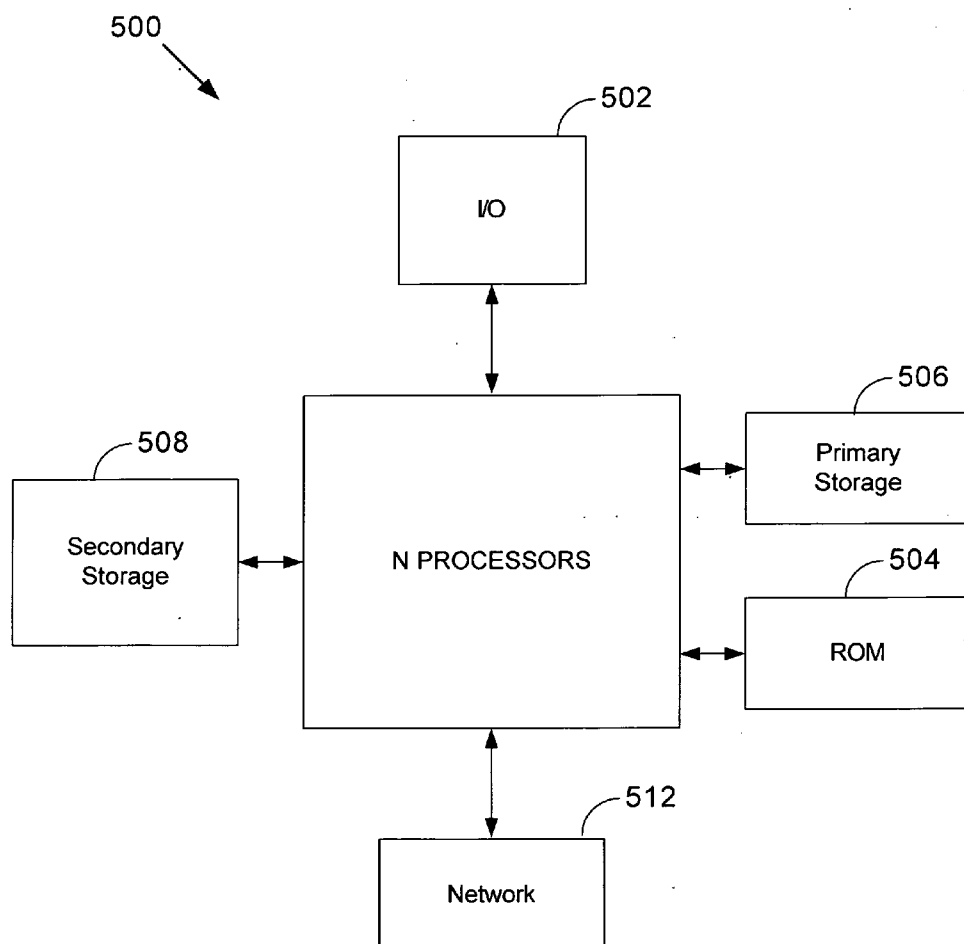 500
502
I/O
506
Primary
Storage
508
Secondary
Storage
N PROCESSORS
504
ROM
512
Network